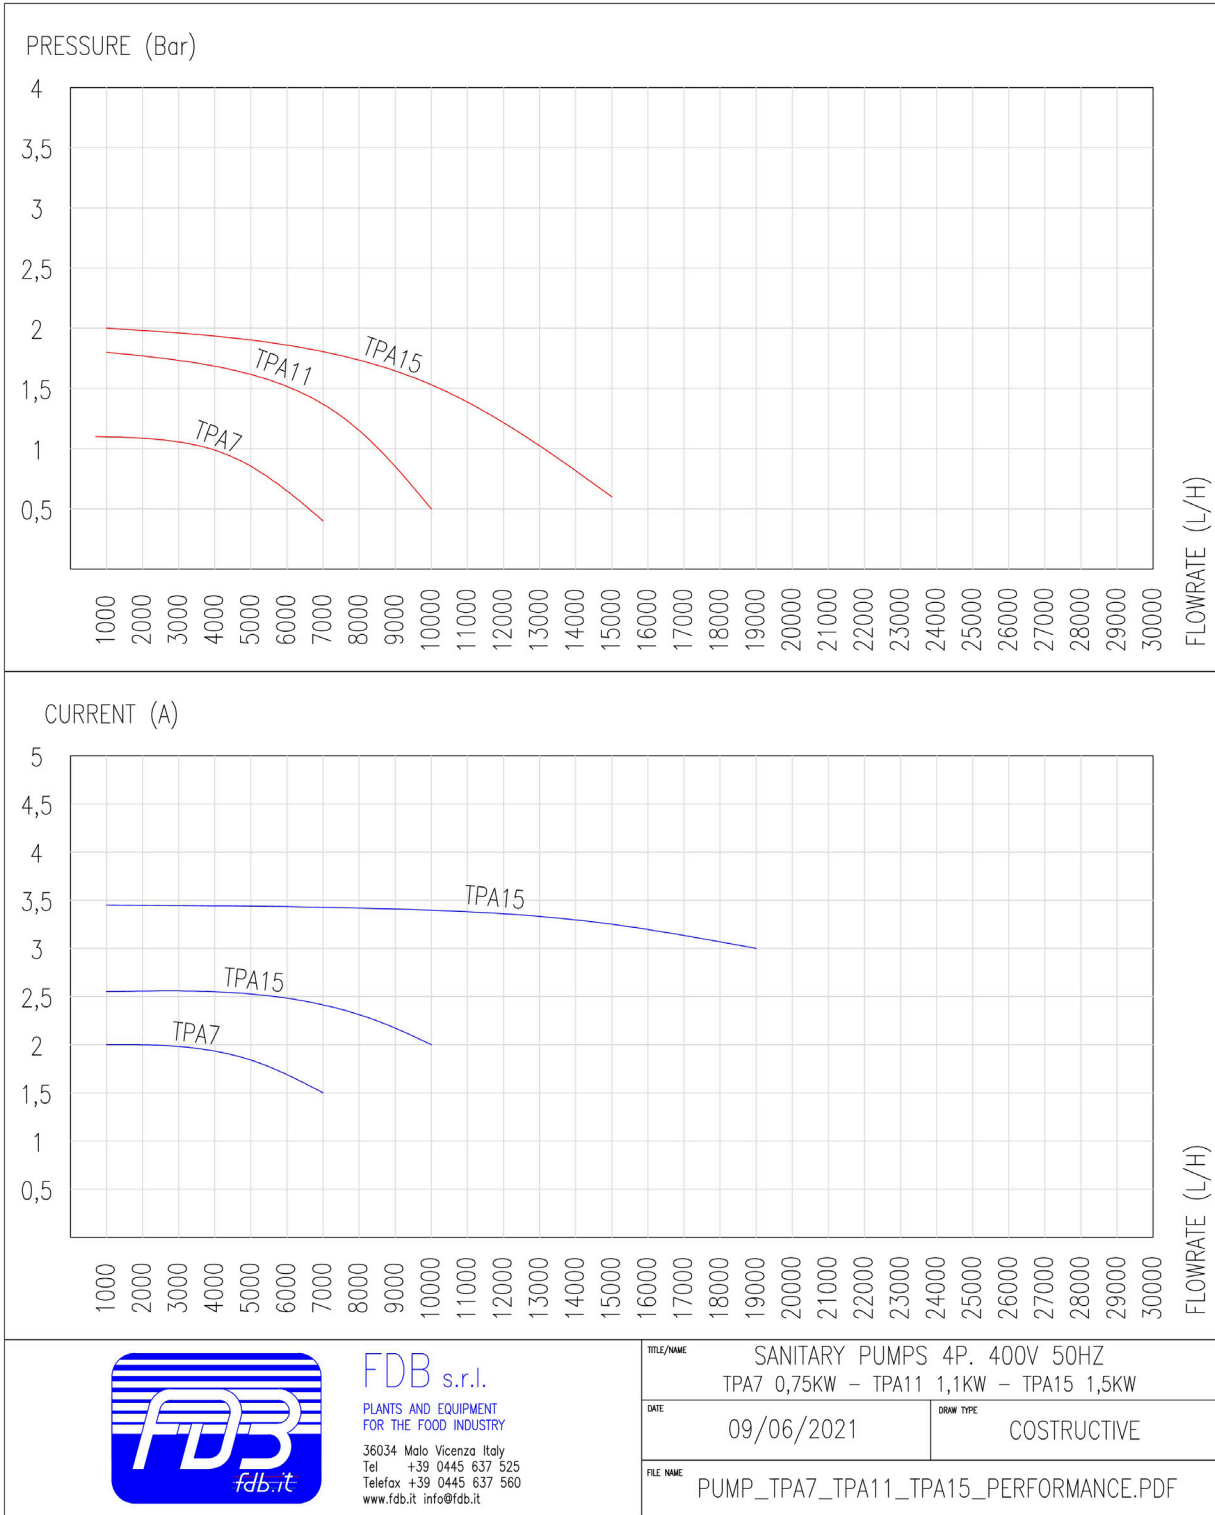 PRESSURE (Bar)
4
3,5
3
2,5
2
1,5
1
0,5
TPA15
TPA11
TPA7
1000
2000
3000
4000
5000
6000
7000
8000
9000
10000
11000
12000
13000
14000
15000
16000
17000
18000
19000
20000
21000
22000
23000
24000
25000
26000
27000
28000
29000
30000
FLOWRATE (L/H)
CURRENT (A)
5
4,5
4
3,5
3
2,5
2
1,5
1
0,5
TPA15
TPA15
TPA7
1000
2000
3000
4000
5000
6000
7000
8000
9000
10000
11000
12000
13000
14000
15000
16000
17000
18000
19000
20000
21000
22000
23000
24000
25000
26000
27000
28000
29000
30000
FLOWRATE (L/H)
FDB
fdb.it
FDB s.r.l.
PLANTS AND EQUIPMENT
FOR THE FOOD INDUSTRY
36034 Malo Vicenza Italy
Tel +39 0445 637 525
Telefax +39 0445 637 560
www.fdb.it info@fdb.it
TITLE/NAME
SANITARY PUMPS 4P. 400V 50HZ
TPA7 0,75KW – TPA11 1,1KW – TPA15 1,5KW
DATE
09/06/2021
DRAW TYPE
COSTRUCTIVE
FILE NAME
PUMP_TPA7_TPA11_TPA15_PERFORMANCE.PDF